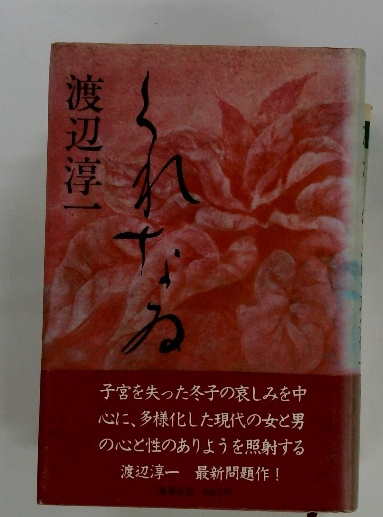 くれなゐ
渡辺淳一
子宮を失った冬子の哀しみを中
心に、多様化した現代の女と男
の心と性のありようを照射する
渡辺淳一 最新問題作！